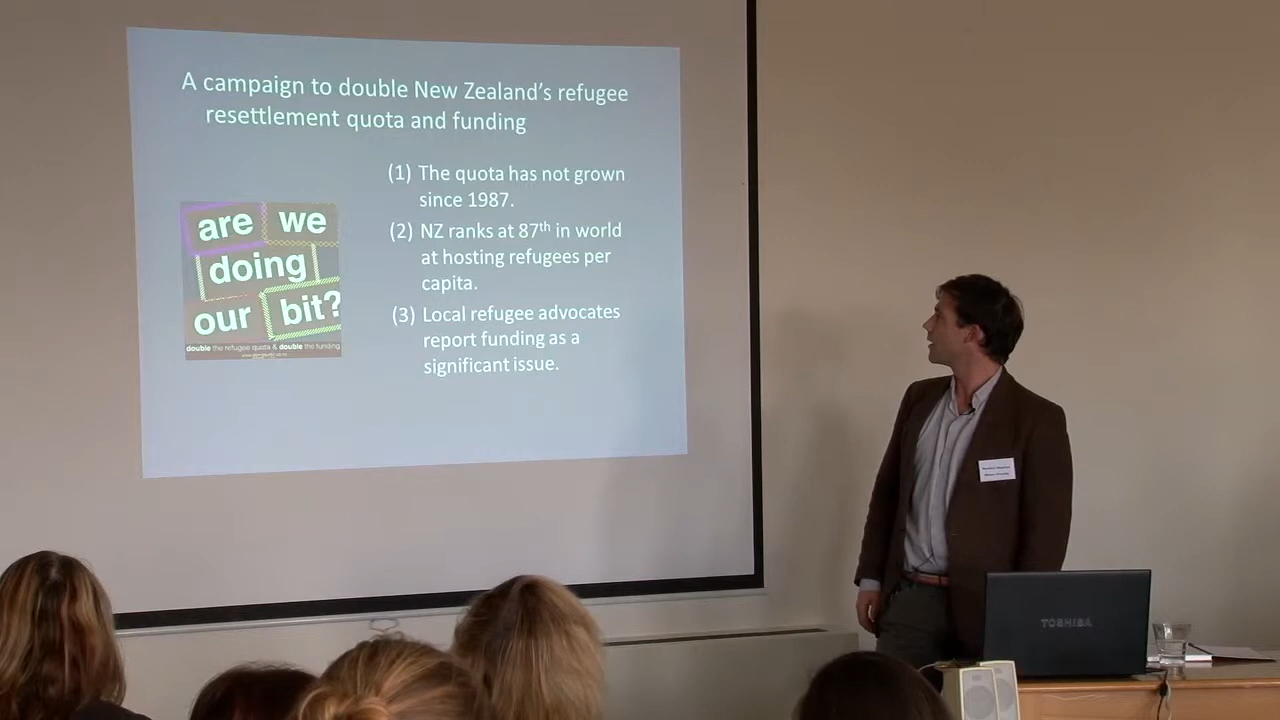 A campaign to double New Zealand's refugee
resettlement quota and funding
(1) The quota has not grown
since 1987.
(2) NZ ranks at 87th in world
at hosting refugees per
capita.
(3) Local refugee advocates
report funding as a
significant issue.
are we
doing
our bit?
double the refugee quota & double the funding
TOSHIBA